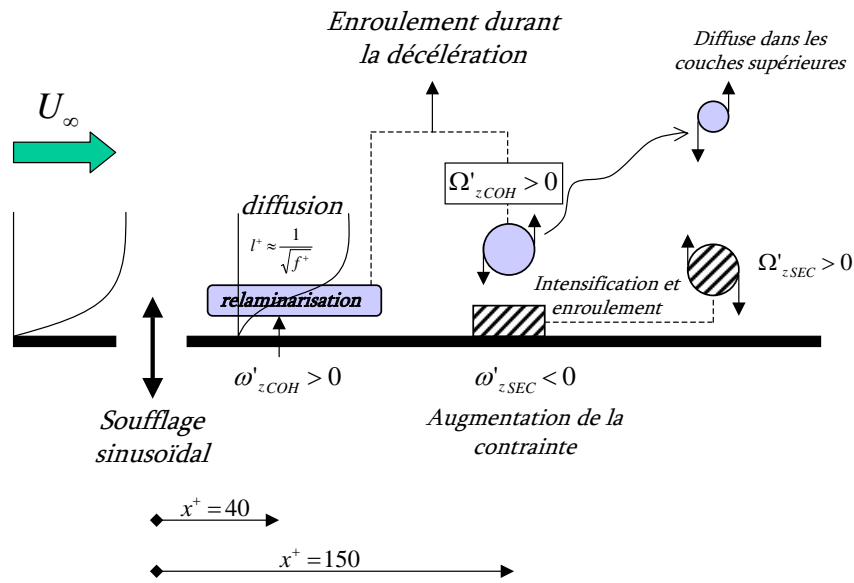 Enroulement durant
la décélération
Diffuse dans les
couches supérieures
U∞
Ω'zCOH > 0
diffusion
l⁺ ≈ 1/√f⁺
relaminarisation
Intensification et
enroulement
Ω'zSEC > 0
ω'zCOH > 0
ω'zSEC < 0
Soufflage
sinusoïdal
Augmentation de la
contrainte
x⁺ = 40
x⁺ = 150